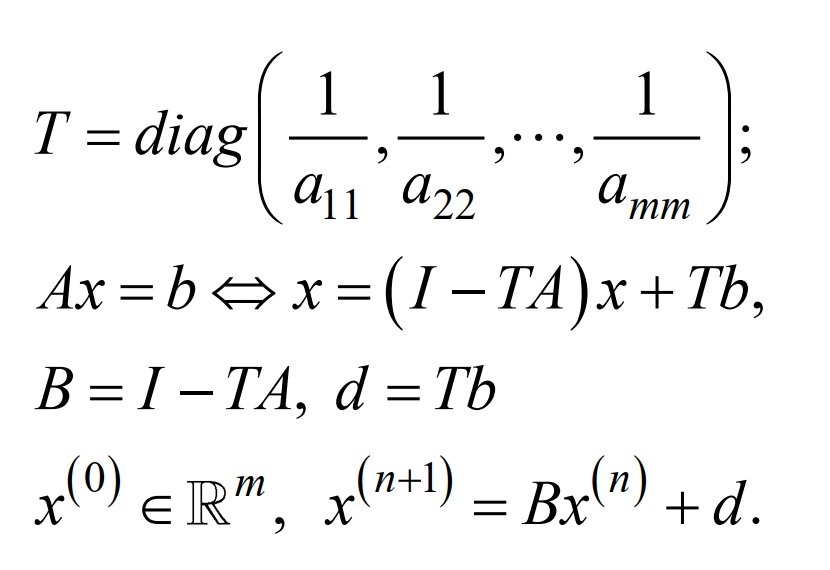 T = diag(1/a₁₁, 1/a₂₂, ⋯, 1/aₘₘ);
Ax = b ⇔ x = (I − TA)x + Tb,
B = I − TA, d = Tb
x⁽⁰⁾ ∈ ℝᵐ, x⁽ⁿ⁺¹⁾ = Bx⁽ⁿ⁾ + d.